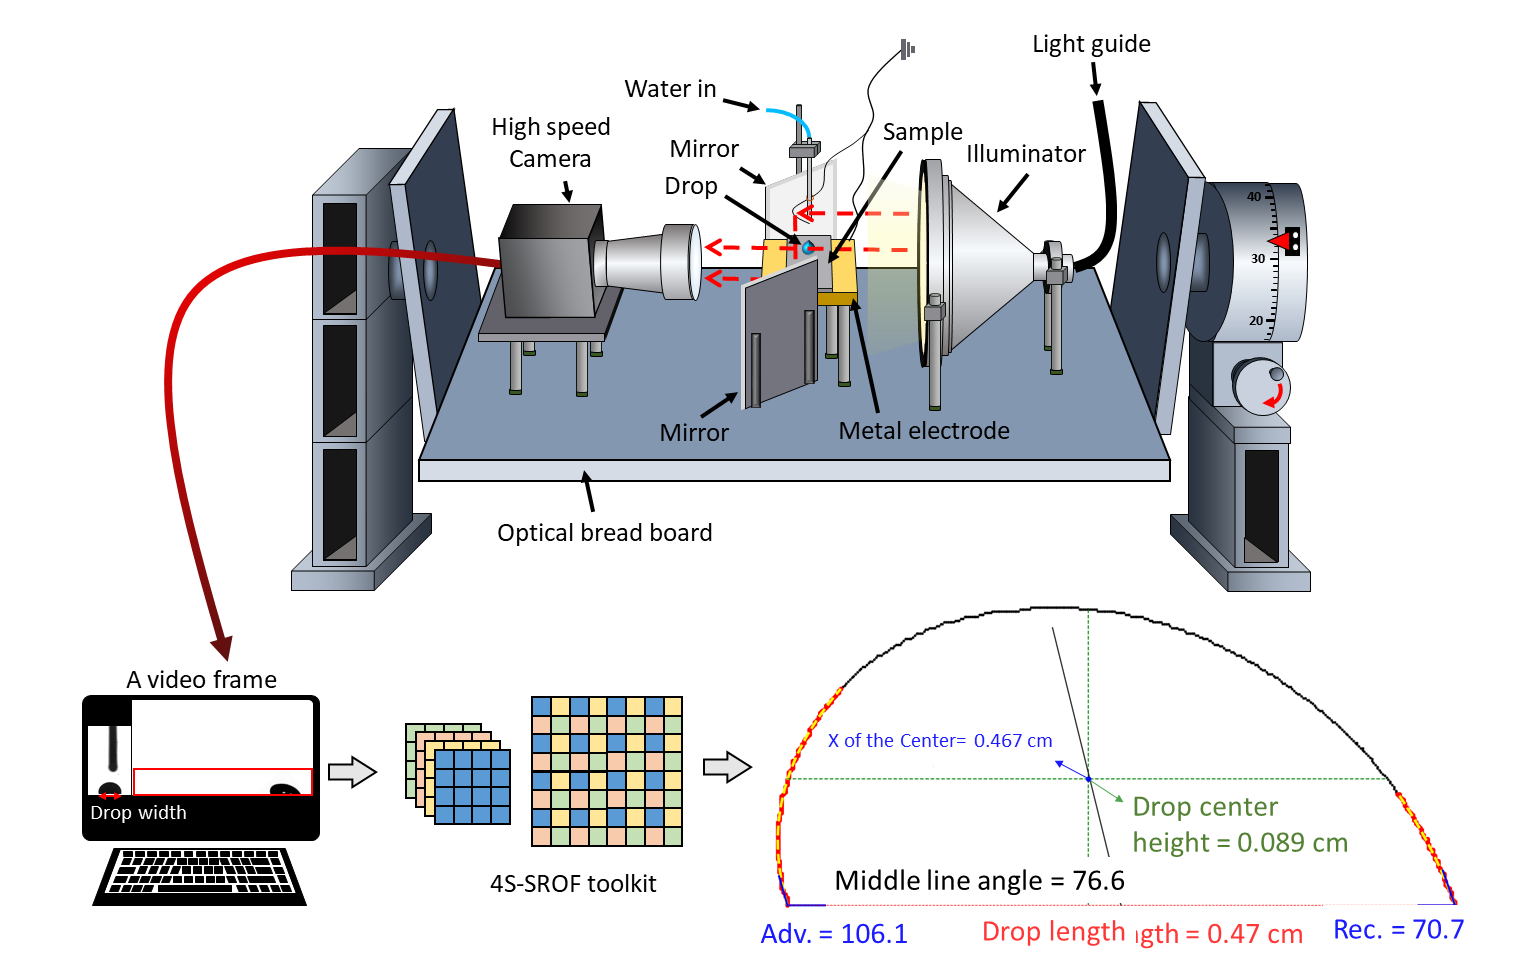 Light guide
Water in
High speed
Camera
Sample
Mirror
Illuminator
Drop
40
30
20
Mirror
Metal electrode
Optical bread board
A video frame
Drop width
4S-SROF toolkit
X of the Center= 0.467 cm
Drop center
height = 0.089 cm
Middle line angle = 76.6
Adv. = 106.1
Drop length
gth = 0.47 cm
Rec. = 70.7